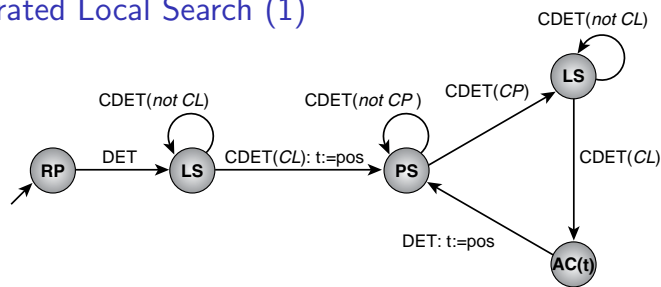 rated Local Search (1)
CDET(not CL)
LS
CDET(not CL)
CDET(not CP )
CDET(CP)
RP
DET
LS
CDET(CL): t:=pos
PS
CDET(CL)
DET: t:=pos
AC(t)